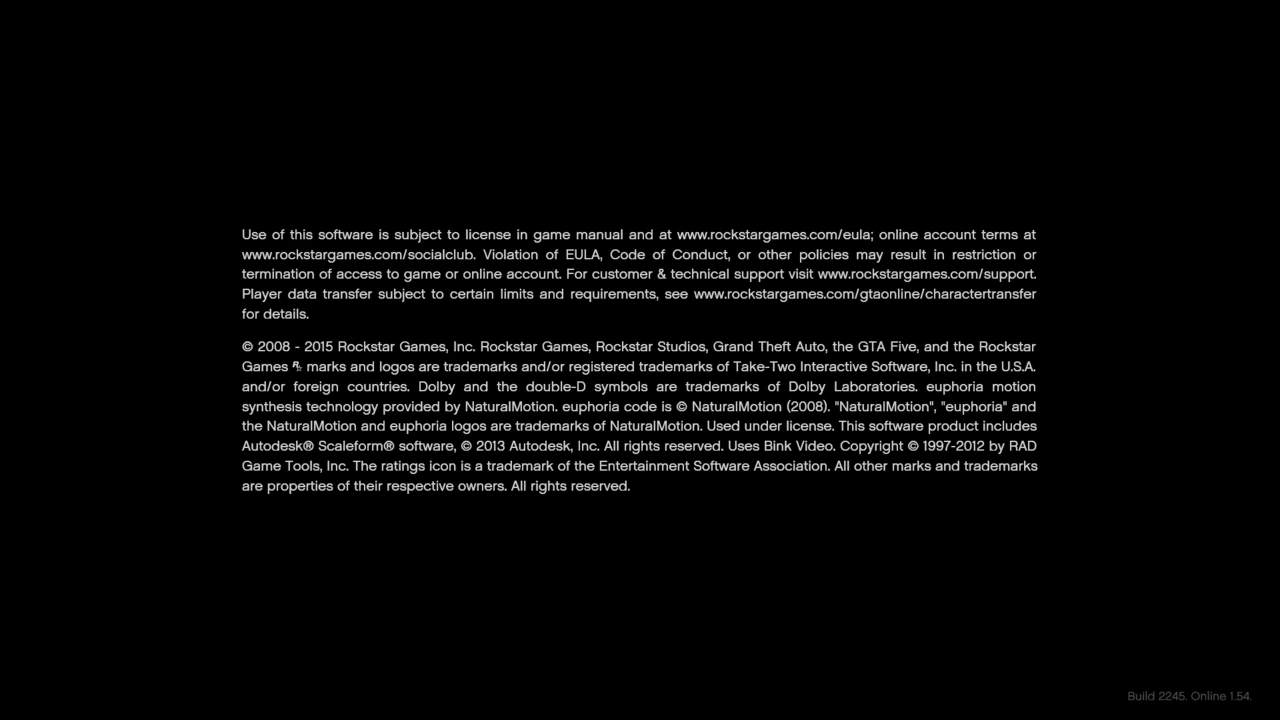 Use of this software is subject to license in game manual and at www.rockstargames.com/eula; online account terms at
www.rockstargames.com/socialclub. Violation of EULA, Code of Conduct, or other policies may result in restriction or
termination of access to game or online account. For customer & technical support visit www.rockstargames.com/support.
Player data transfer subject to certain limits and requirements, see www.rockstargames.com/gtaonline/charactertransfer
for details.
© 2008 - 2015 Rockstar Games, Inc. Rockstar Games, Rockstar Studios, Grand Theft Auto, the GTA Five, and the Rockstar
Games R* marks and logos are trademarks and/or registered trademarks of Take-Two Interactive Software, Inc. in the U.S.A.
and/or foreign countries. Dolby and the double-D symbols are trademarks of Dolby Laboratories. euphoria motion
synthesis technology provided by NaturalMotion. euphoria code is © NaturalMotion (2008). "NaturalMotion", "euphoria" and
the NaturalMotion and euphoria logos are trademarks of NaturalMotion. Used under license. This software product includes
Autodesk® Scaleform® software, © 2013 Autodesk, Inc. All rights reserved. Uses Bink Video. Copyright © 1997-2012 by RAD
Game Tools, Inc. The ratings icon is a trademark of the Entertainment Software Association. All other marks and trademarks
are properties of their respective owners. All rights reserved.
Build 2245. Online 1.54.